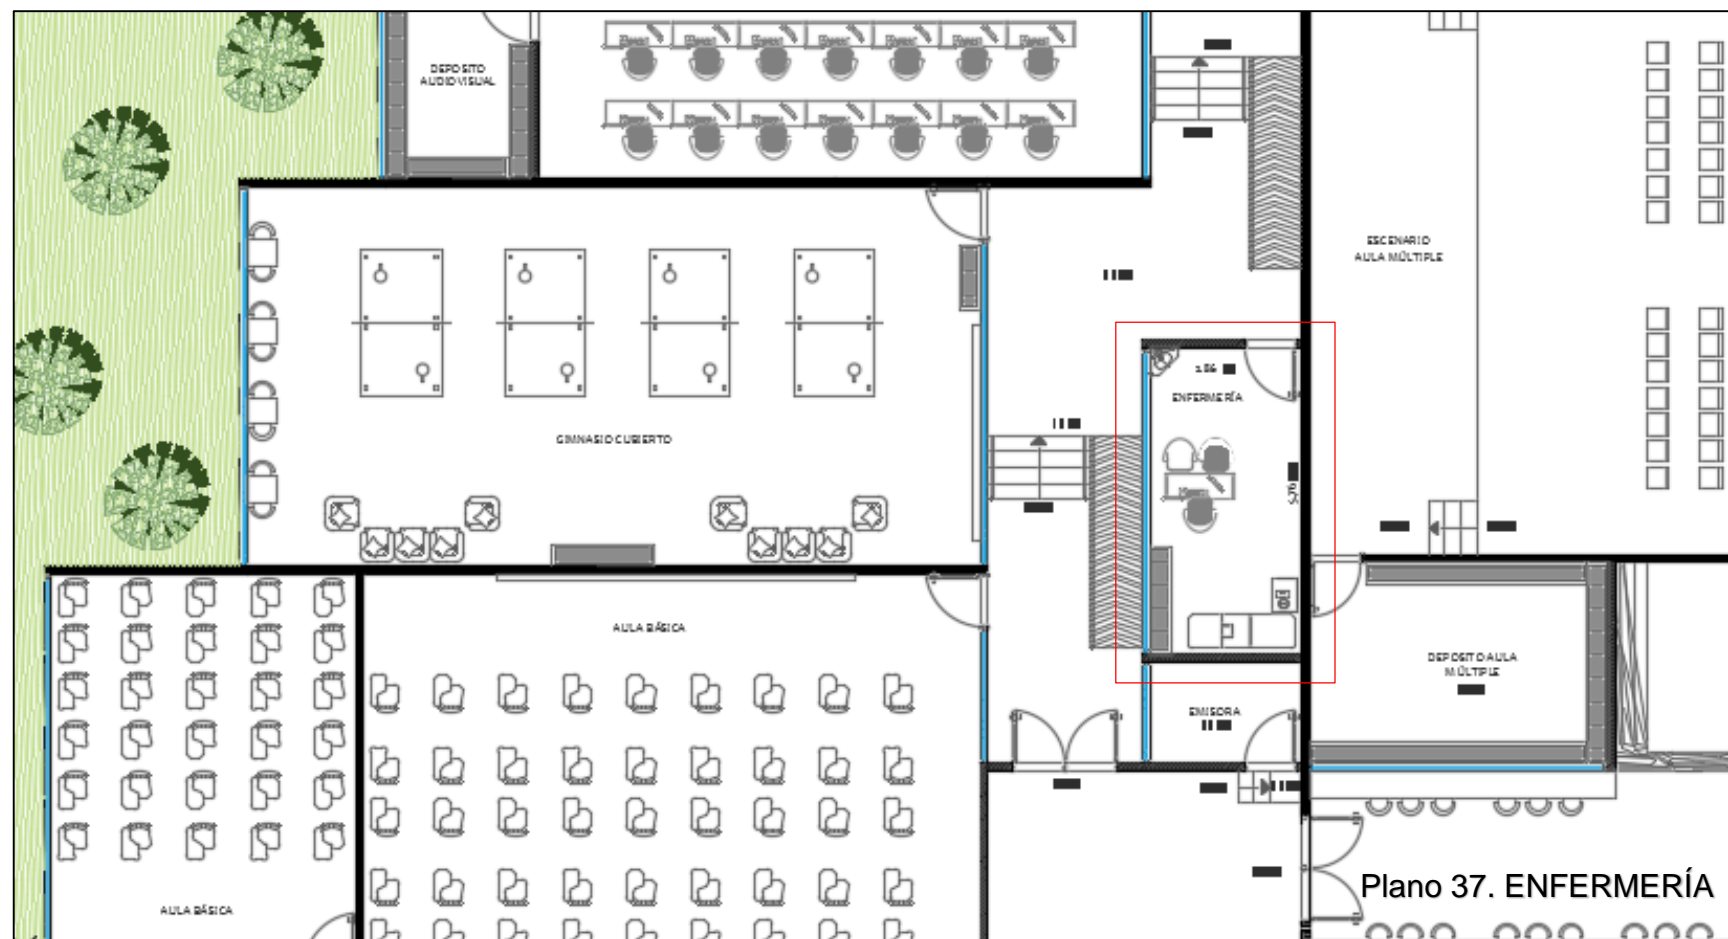 DEPOSITO
AUDIOVISUAL
ESCENARIO
AULA MÚLTIPLE
ENFERMERÍA
GIMNASIO CUBIERTO
AULA BÁSICA
DEPOSITO AULA
MÚLTIPLE
EMISORA
AULA BÁSICA
Plano 37. ENFERMERÍA